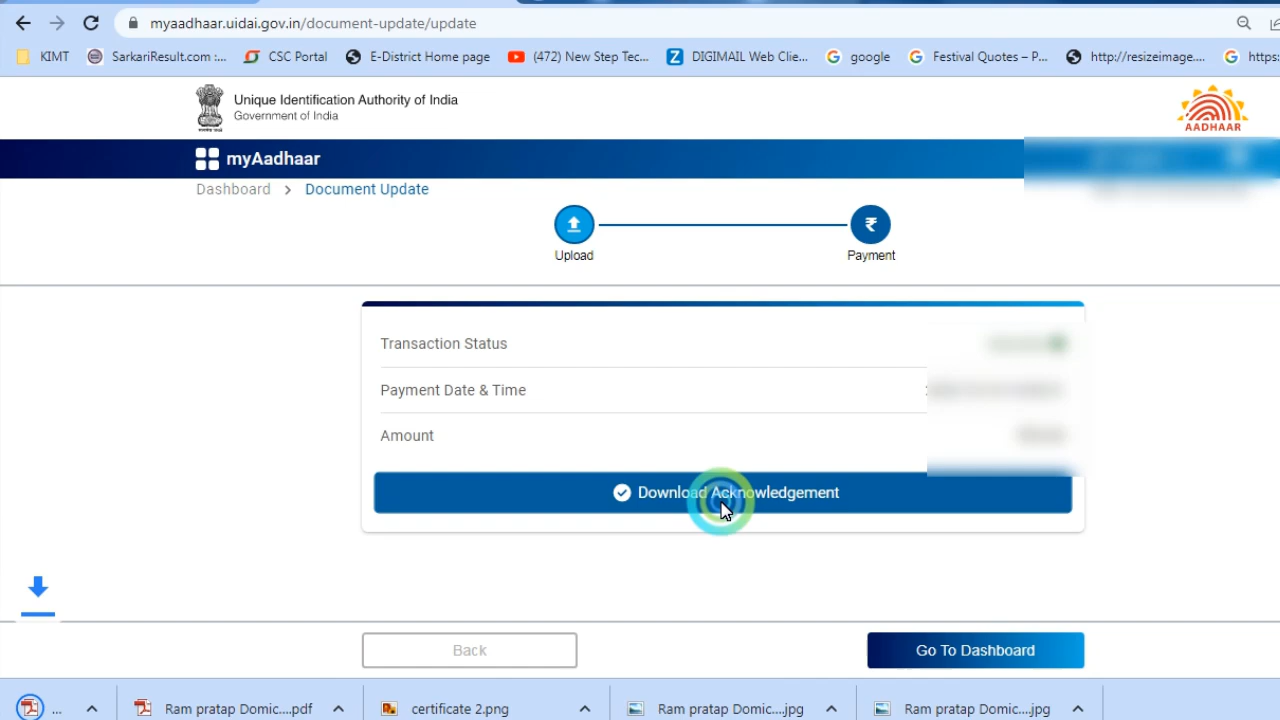 myaadhaar.uidai.gov.in/document-update/update
KIMT SarkariResult.com :... CSC Portal E-District Home page (472) New Step Tec... DIGIMAIL Web Clie... google Festival Quotes – P... http://resizeimage.... https:
Unique Identification Authority of India
Government of India
AADHAAR
myAadhaar
Dashboard > Document Update
₹
Upload Payment
Transaction Status
Payment Date & Time
Amount
Download Acknowledgement
Back Go To Dashboard
... Ram pratap Domic....pdf certificate 2.png Ram pratap Domic....jpg Ram pratap Domic....jpg